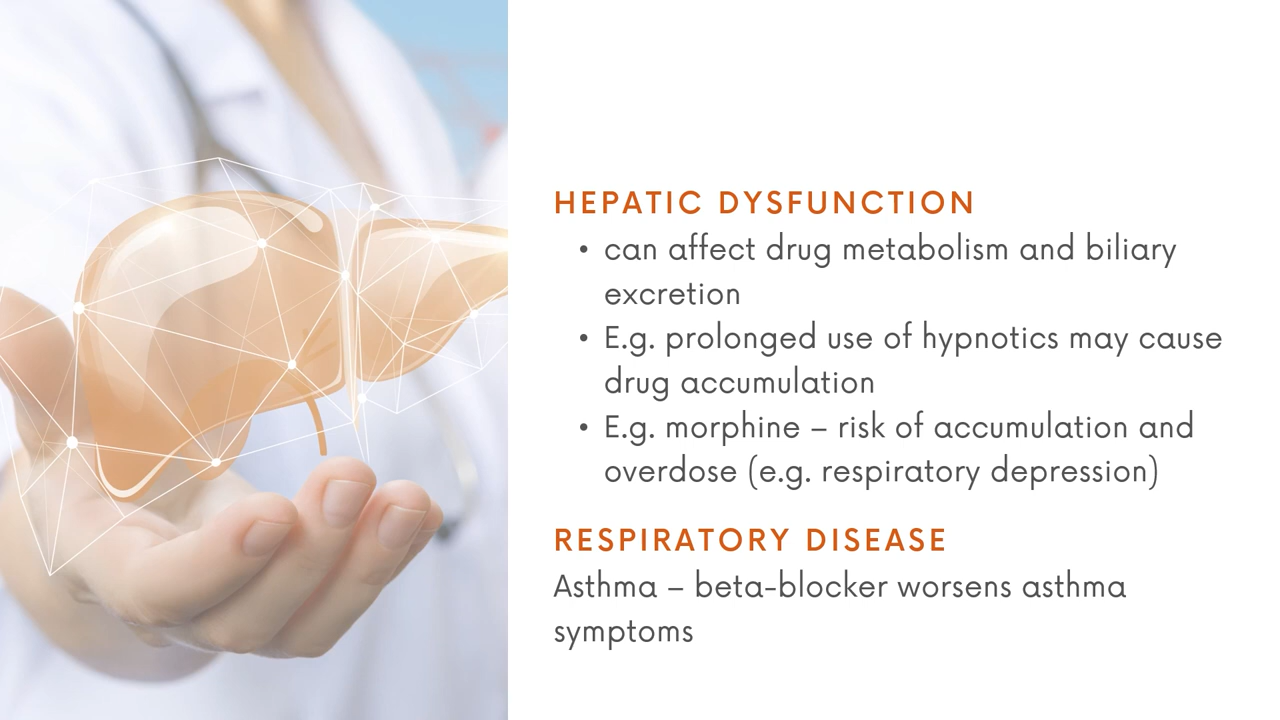 HEPATIC DYSFUNCTION
• can affect drug metabolism and biliary
excretion
• E.g. prolonged use of hypnotics may cause
drug accumulation
• E.g. morphine – risk of accumulation and
overdose (e.g. respiratory depression)
RESPIRATORY DISEASE
Asthma – beta-blocker worsens asthma
symptoms